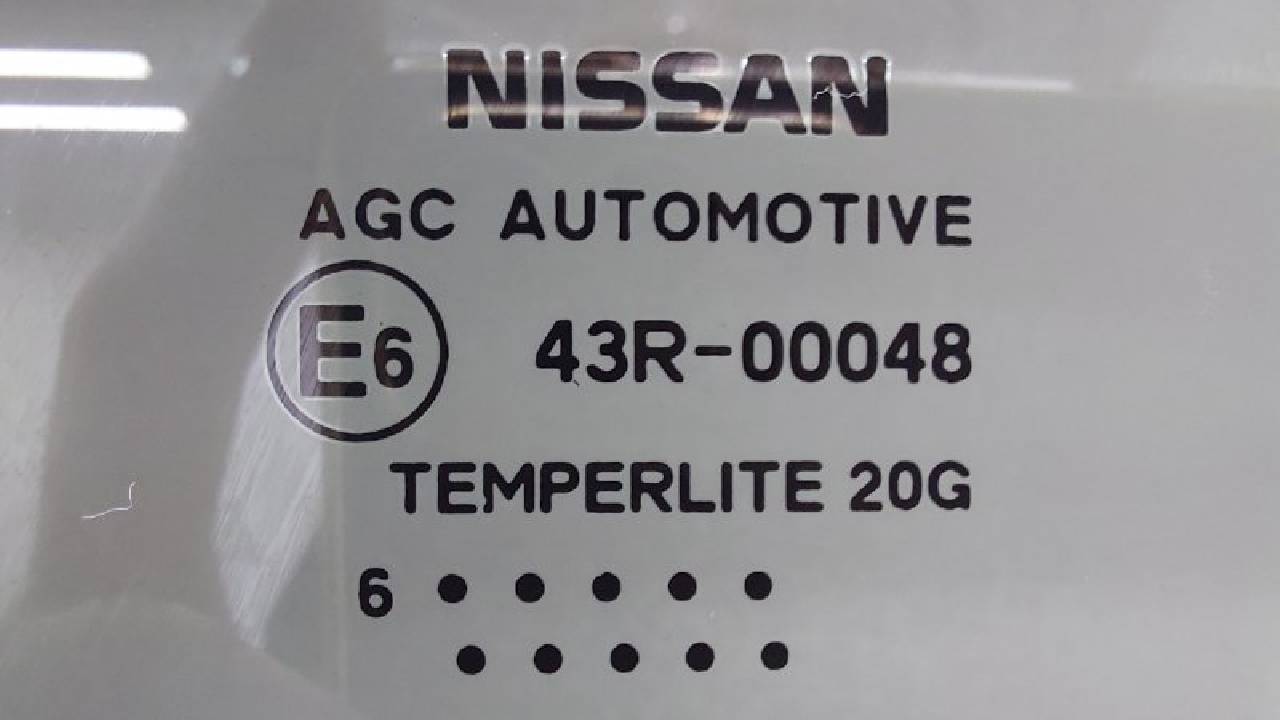 NISSAN
AGC AUTOMOTIVE
E6 43R-00048
TEMPERLITE 20G
6 • • • • •
• • • • •